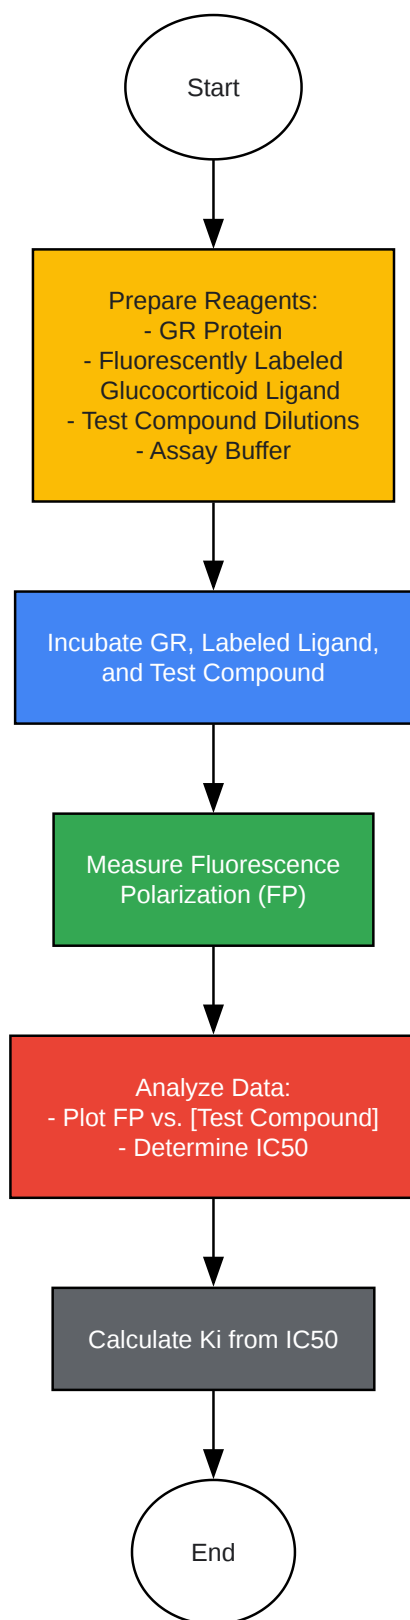 Start
Prepare Reagents:
- GR Protein
- Fluorescently Labeled
Glucocorticoid Ligand
- Test Compound Dilutions
- Assay Buffer
Incubate GR, Labeled Ligand,
and Test Compound
Measure Fluorescence
Polarization (FP)
Analyze Data:
- Plot FP vs. [Test Compound]
- Determine IC50
Calculate Ki from IC50
End